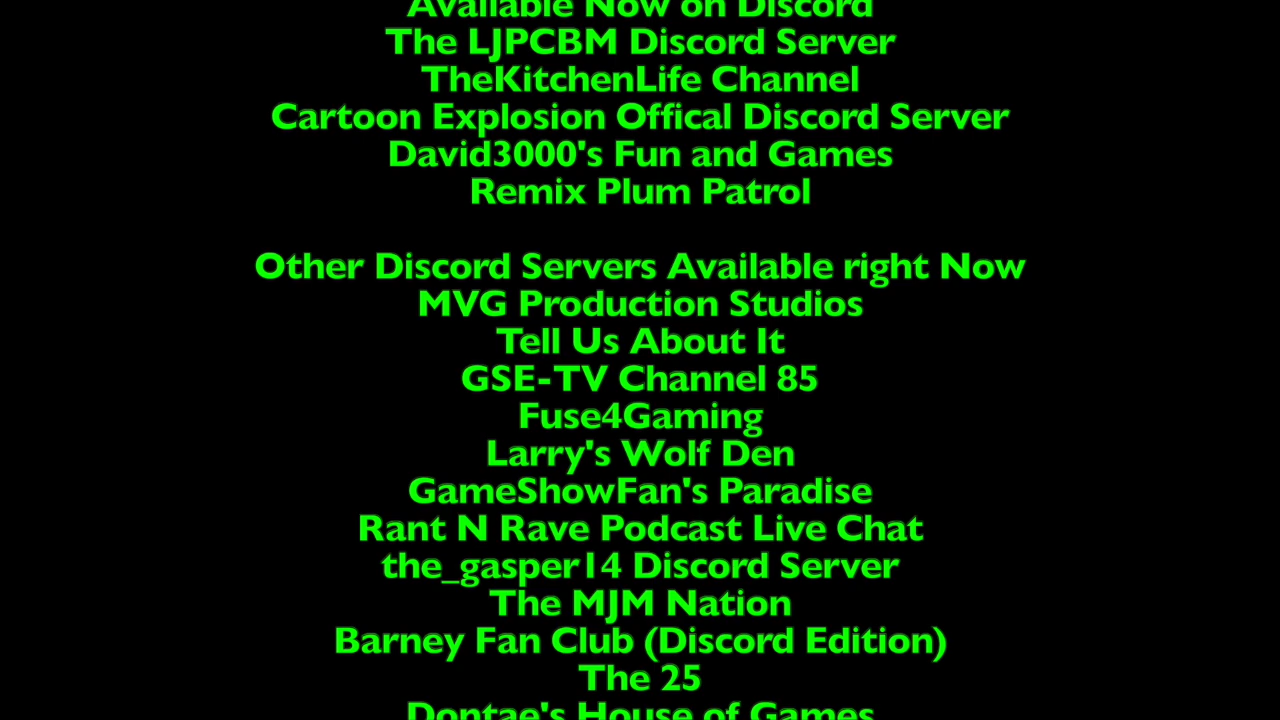 Available Now on Discord
The LJPCBM Discord Server
TheKitchenLife Channel
Cartoon Explosion Offical Discord Server
David3000's Fun and Games
Remix Plum Patrol
Other Discord Servers Available right Now
MVG Production Studios
Tell Us About It
GSE-TV Channel 85
Fuse4Gaming
Larry's Wolf Den
GameShowFan's Paradise
Rant N Rave Podcast Live Chat
the_gasper14 Discord Server
The MJM Nation
Barney Fan Club (Discord Edition)
The 25
Dontae's House of Games